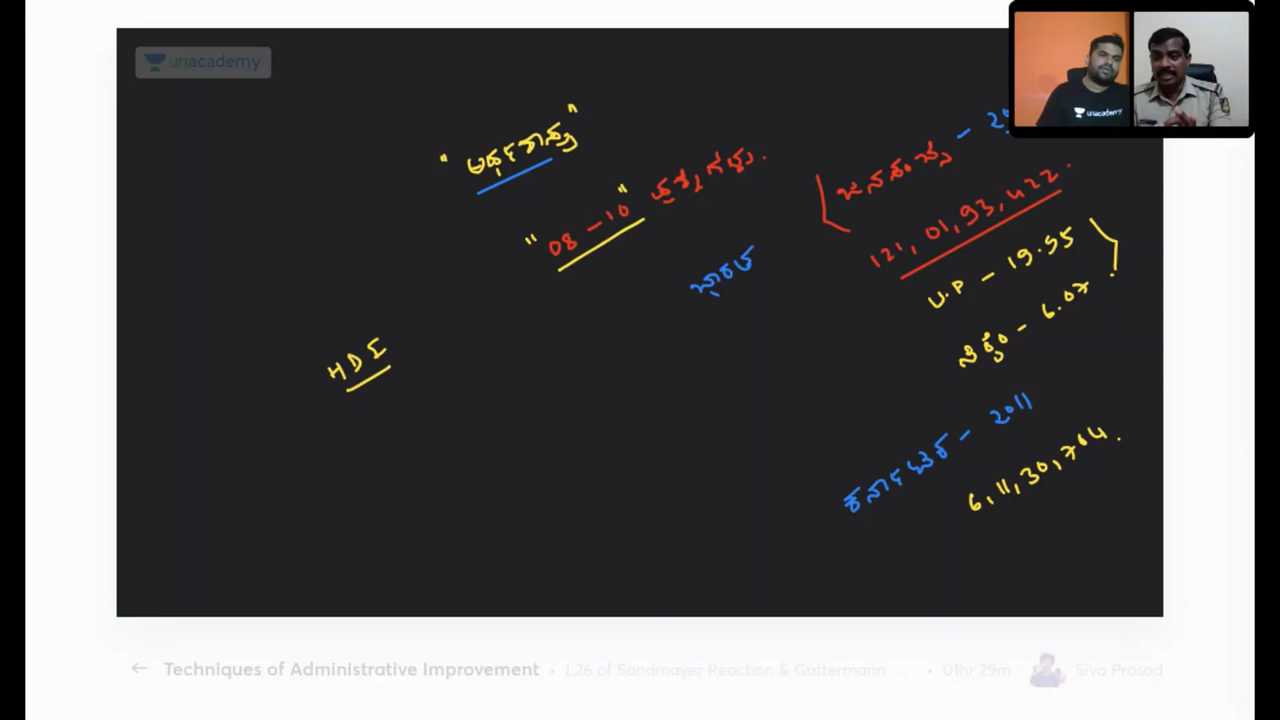 unacademy
unacademy
"ಅರ್ಥಶಾಸ್ತ್ರ"
"08 – 10" ಪ್ರಶ್ನೆಗಳು.
ಭಾರತ
HDI
ಜನಸಂಖ್ಯೆ –
121, 01, 93, 422.
U.P – 19.95
ಸಿಕ್ಕಿಂ – 6.07
ಕರ್ನಾಟಕ – 2011
6, 11, 30, 704.
← Techniques of Administrative Improvement • L26 of Sandmayer Reaction & Gattermann ... • 01hr 29m Siva Prasad